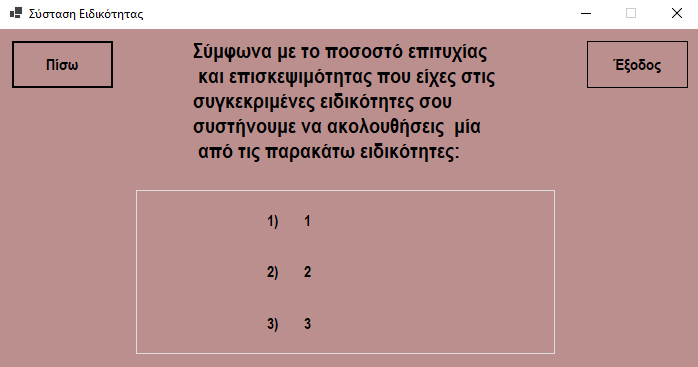 Σύσταση Ειδικότητας
Πίσω
Σύμφωνα με το ποσοστό επιτυχίας
και επισκεψιμότητας που είχες στις
συγκεκριμένες ειδικότητες σου
συστήνουμε να ακολουθήσεις μία
από τις παρακάτω ειδικότητες:
Έξοδος
1) 1
2) 2
3) 3